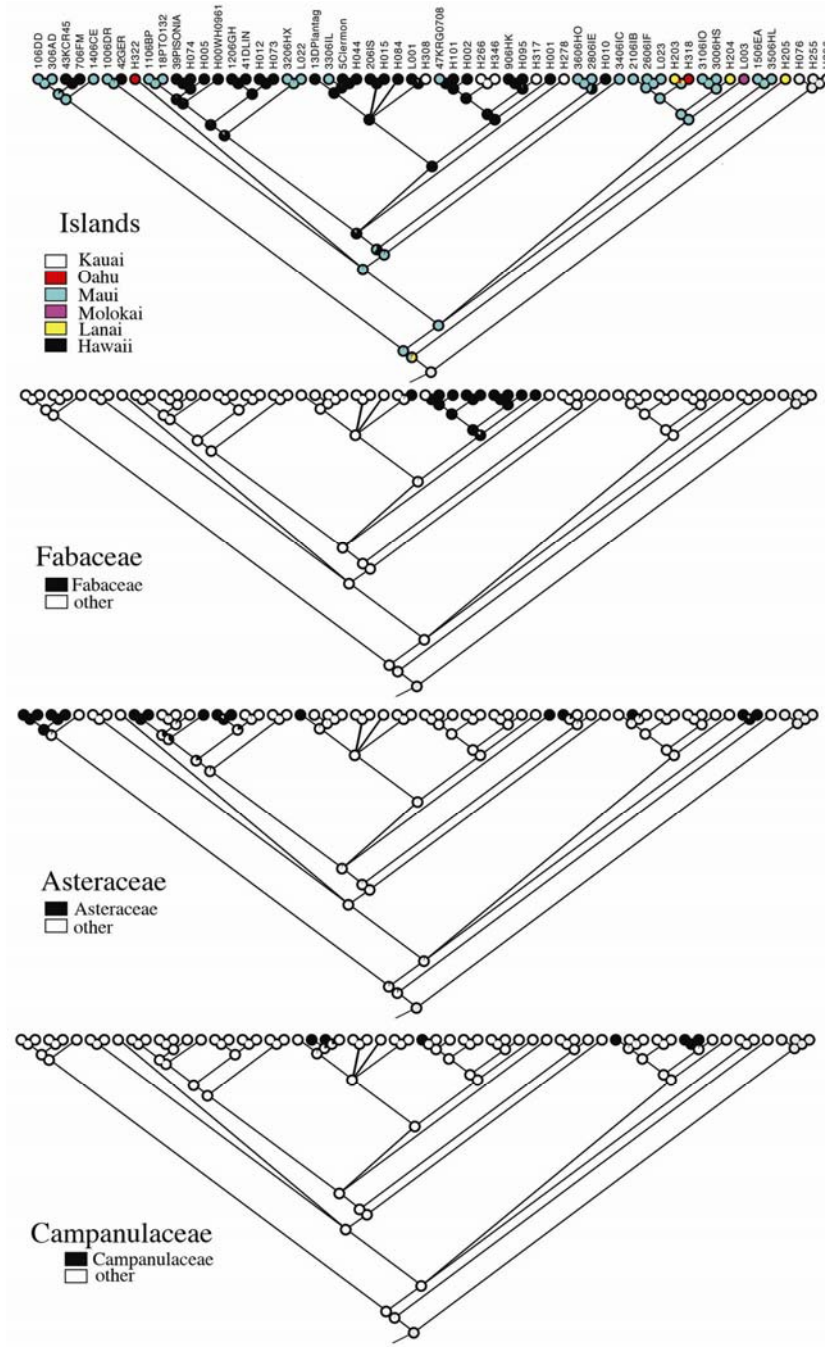 106DD
306AD
43KCR45
706FM
1406CE
1006DR
42GER
H322
1106BP
18PTO132
39PISONIA
H074
H005
H00WH0961
1206GH
41DLIN
H012
H073
3206HX
L022
13DPlantag
3306IL
5Clermon
H044
206IS
H015
H084
L001
H308
47KRG0708
H101
H002
H266
H346
906HK
H095
H317
H001
H278
3606HO
2806IE
H010
3406IC
2106IB
2606IF
L023
H203
H318
3106IO
3006HS
H204
L003
1506EA
3506HL
H205
H076
H255
Islands
Kauai
Oahu
Maui
Molokai
Lanai
Hawaii
Fabaceae
Fabaceae
other
Asteraceae
Asteraceae
other
Campanulaceae
Campanulaceae
other